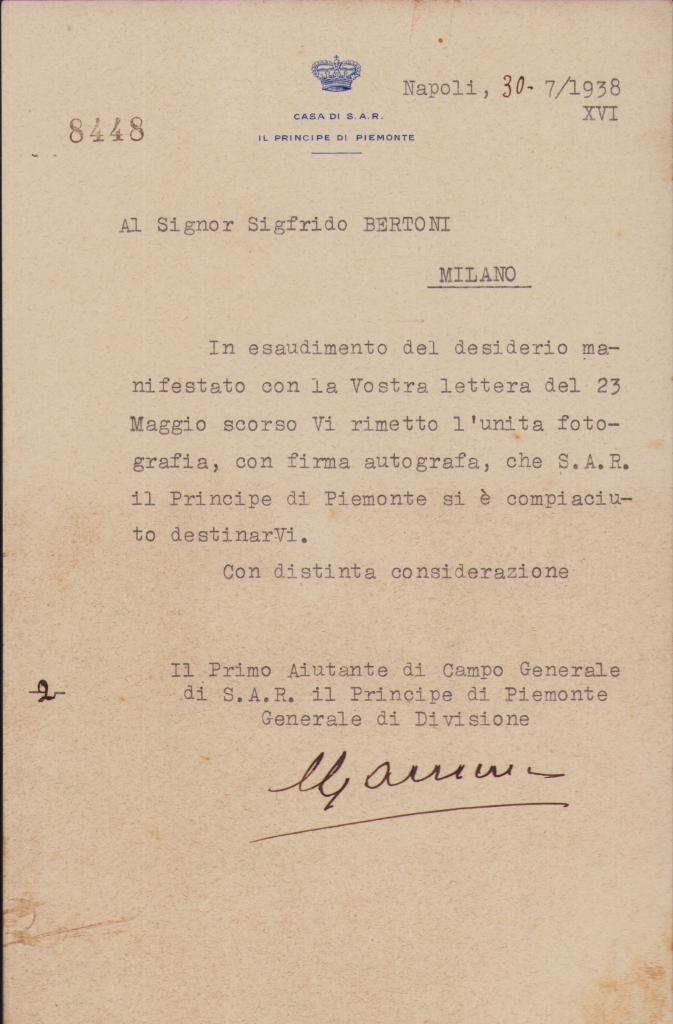 Napoli, 30- 7/1938
XVI
CASA DI S.A.R.
IL PRINCIPE DI PIEMONTE
8448
Al Signor Sigfrido BERTONI
MILANO
In esaudimento del desiderio ma-
nifestato con la Vostra lettera del 23
Maggio scorso Vi rimetto l'unita foto-
grafia, con firma autografa, che S.A.R.
il Principe di Piemonte si è compiaciu-
to destinarVi.
Con distinta considerazione
Il Primo Aiutante di Campo Generale
di S.A.R. il Principe di Piemonte
Generale di Divisione
2